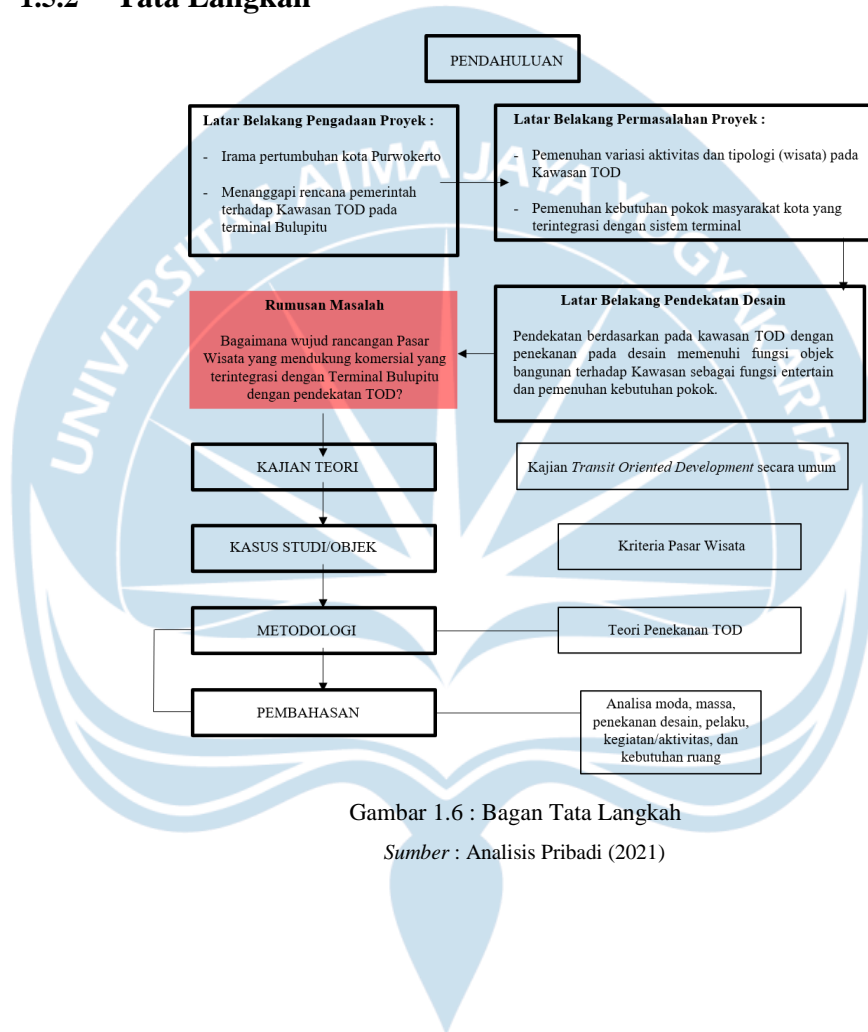 1.3.2 Tata Langkah
PENDAHULUAN
Latar Belakang Pengadaan Proyek :
- Irama pertumbuhan kota Purwokerto
- Menanggapi rencana pemerintah
terhadap Kawasan TOD pada
terminal Bulupitu
Latar Belakang Permasalahan Proyek :
- Pemenuhan variasi aktivitas dan tipologi (wisata) pada
Kawasan TOD
- Pemenuhan kebutuhan pokok masyarakat kota yang
terintegrasi dengan sistem terminal
Rumusan Masalah
Bagaimana wujud rancangan Pasar
Wisata yang mendukung komersial yang
terintegrasi dengan Terminal Bulupitu
dengan pendekatan TOD?
Latar Belakang Pendekatan Desain
Pendekatan berdasarkan pada kawasan TOD dengan
penekanan pada desain memenuhi fungsi objek
bangunan terhadap Kawasan sebagai fungsi entertain
dan pemenuhan kebutuhan pokok.
KAJIAN TEORI
Kajian Transit Oriented Development secara umum
KASUS STUDI/OBJEK
Kriteria Pasar Wisata
METODOLOGI
Teori Penekanan TOD
PEMBAHASAN
Analisa moda, massa,
penekanan desain, pelaku,
kegiatan/aktivitas, dan
kebutuhan ruang
Gambar 1.6 : Bagan Tata Langkah
Sumber : Analisis Pribadi (2021)
UNIVERSITAS ATMA JAYA YOGYAKARTA